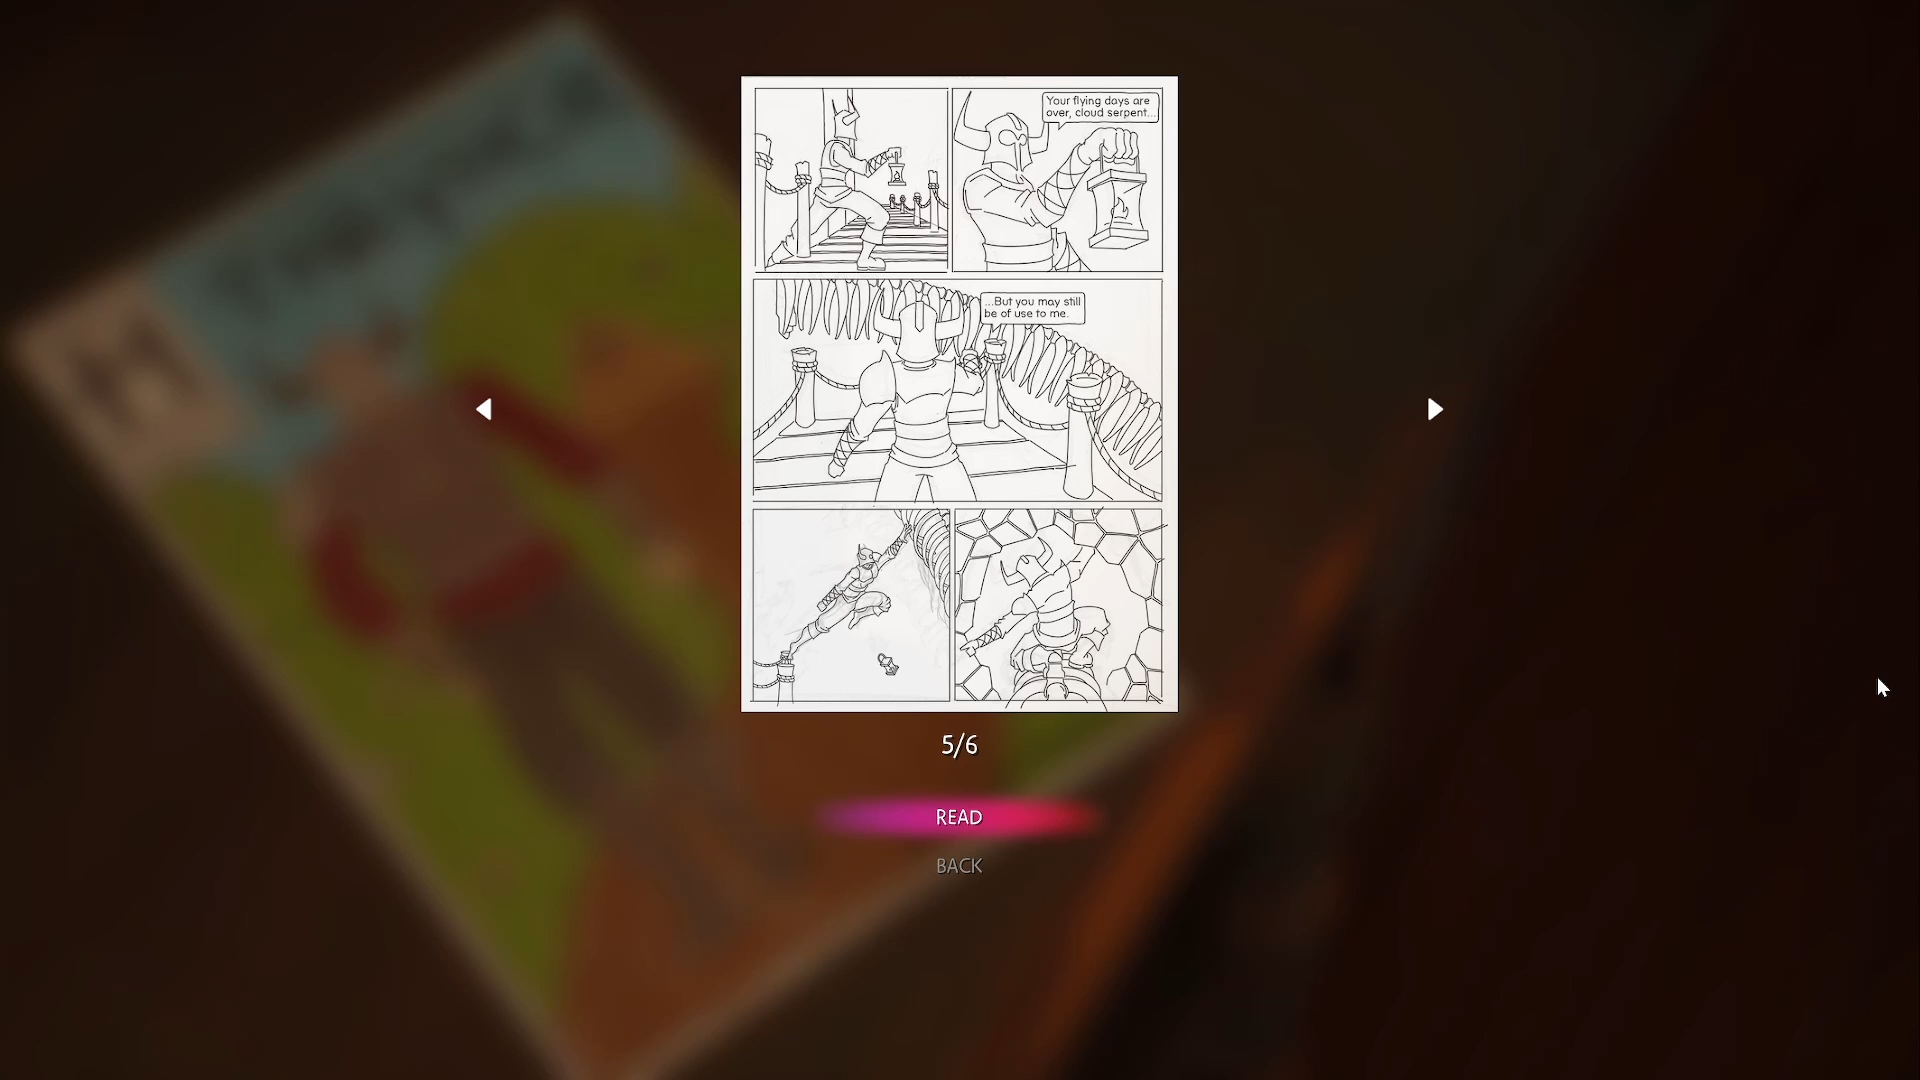 Your flying days are
over, cloud serpent...
...But you may still
be of use to me.
5/6
READ
BACK